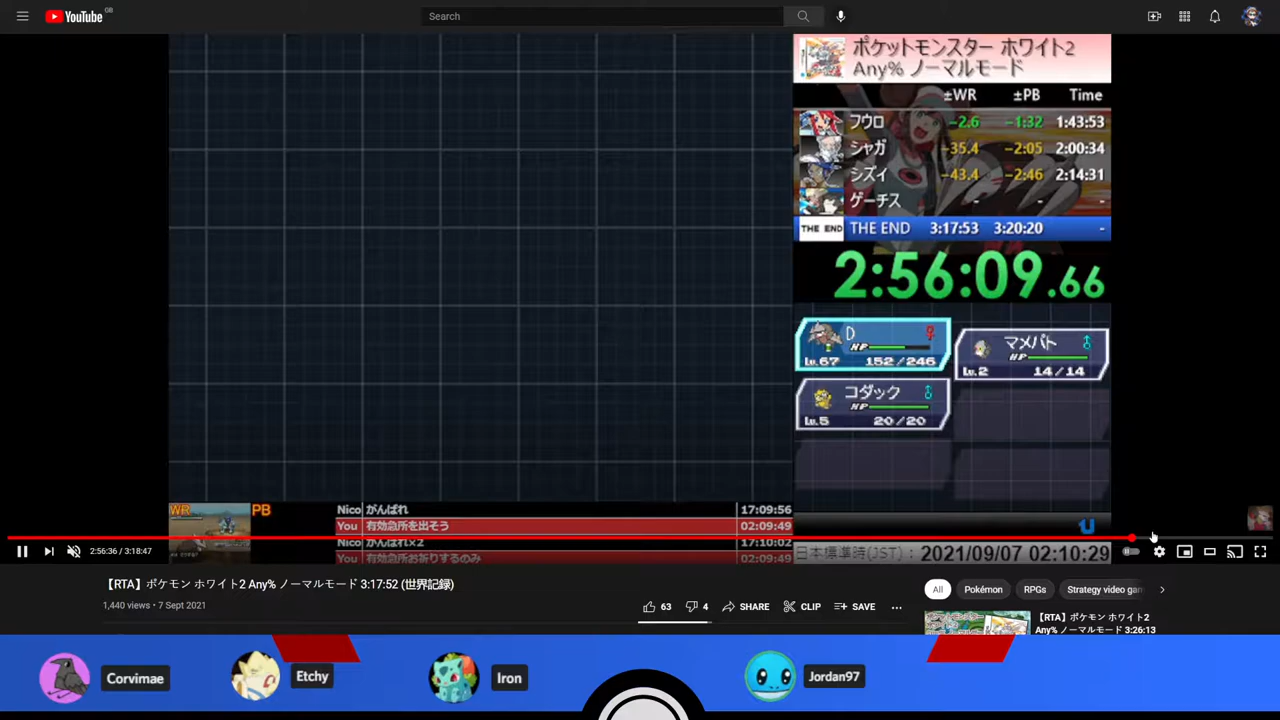 YouTube GB
Search
ポケットモンスター ホワイト2
Any% ノーマルモード
±WR ±PB Time
フウロ -2.6 -1:32 1:43:53
シャガ -35.4 -2:05 2:00:34
シズイ -43.4 -2:46 2:14:31
ゲーチス - - -
THE END THE END 3:17:53 3:20:20 -
2:56:09.66
D
HP
Lv.67 152/246
マメパト
HP
Lv.2 14/14
コダック
HP
Lv.5 20/20
WR PB
Nico がんばれ 17:09:56
You 有効急所を出そう 02:09:49
Nico がんばれ×2 17:10:02
You 有効急所お祈りするのみ 02:09:49
日本標準時(JST): 2021/09/07 02:10:29
2:56:36 / 3:18:47
【RTA】ポケモン ホワイト2 Any% ノーマルモード 3:17:52 (世界記録)
1,440 views • 7 Sept 2021
63 4 SHARE CLIP SAVE ...
All Pokémon RPGs Strategy video gam
【RTA】ポケモン ホワイト2
Any% ノーマルモード 3:26:13
Corvimae Etchy Iron Jordan97